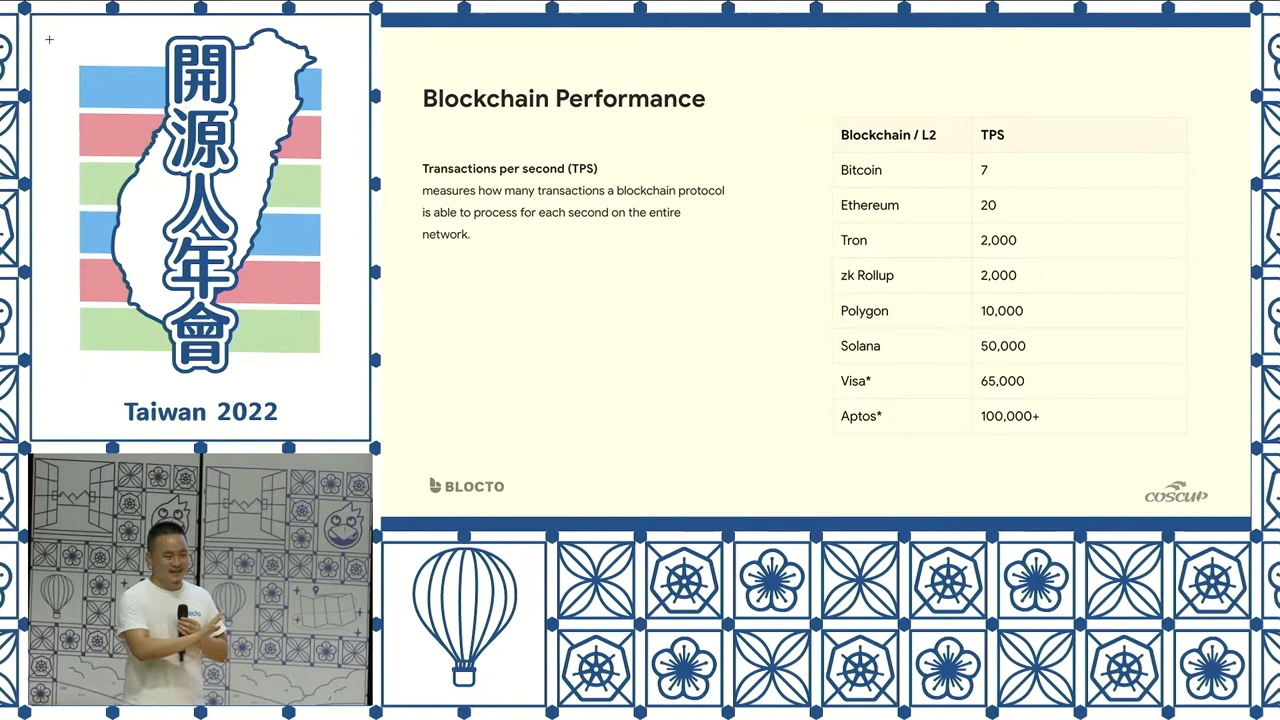 開源人年會
Taiwan 2022
Blockchain Performance
Transactions per second (TPS)
measures how many transactions a blockchain protocol
is able to process for each second on the entire
network.
Blockchain / L2 TPS
Bitcoin 7
Ethereum 20
Tron 2,000
zk Rollup 2,000
Polygon 10,000
Solana 50,000
Visa* 65,000
Aptos* 100,000+
BLOCTO
COSCUP